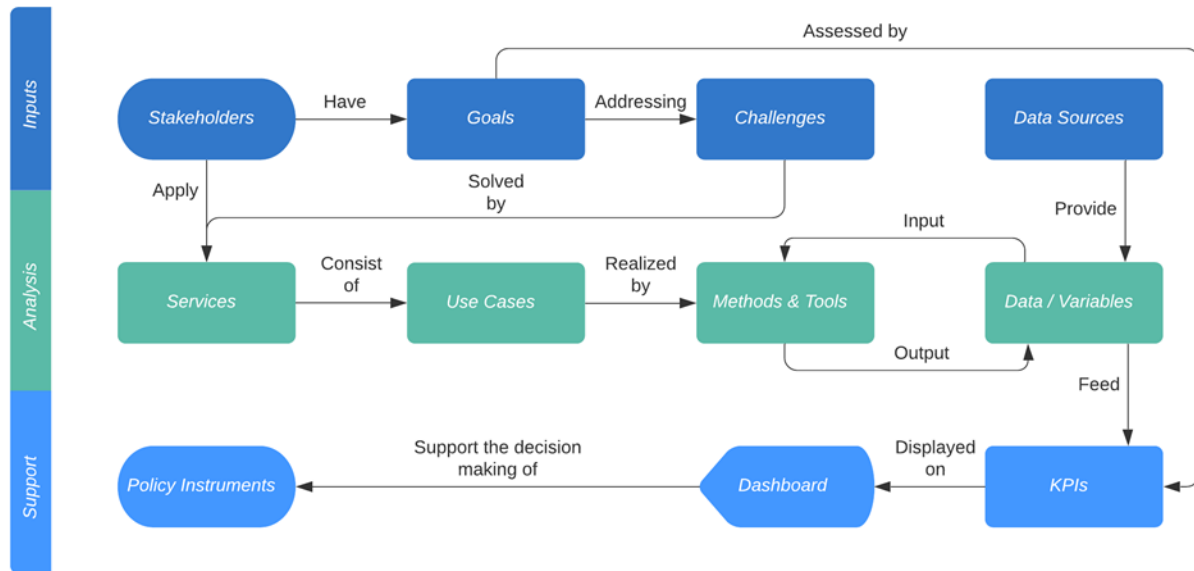 Assessed by
Inputs
Stakeholders
Have
Goals
Addressing
Challenges
Data Sources
Apply
Solved
by
Provide
Input
Analysis
Services
Consist
of
Use Cases
Realized
by
Methods & Tools
Data / Variables
Output
Feed
Support
Policy Instruments
Support the decision
making of
Dashboard
Displayed
on
KPIs